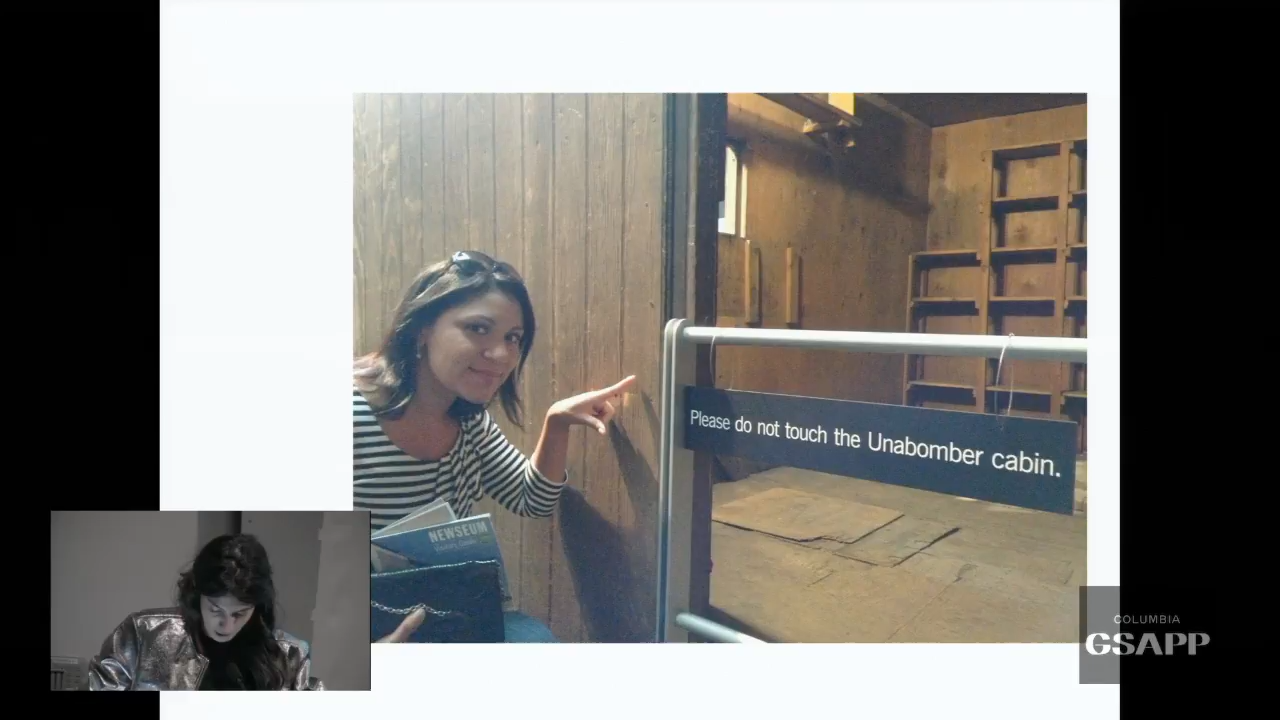 Please do not touch the Unabomber cabin.
NEWSEUM
COLUMBIA
GSAPP